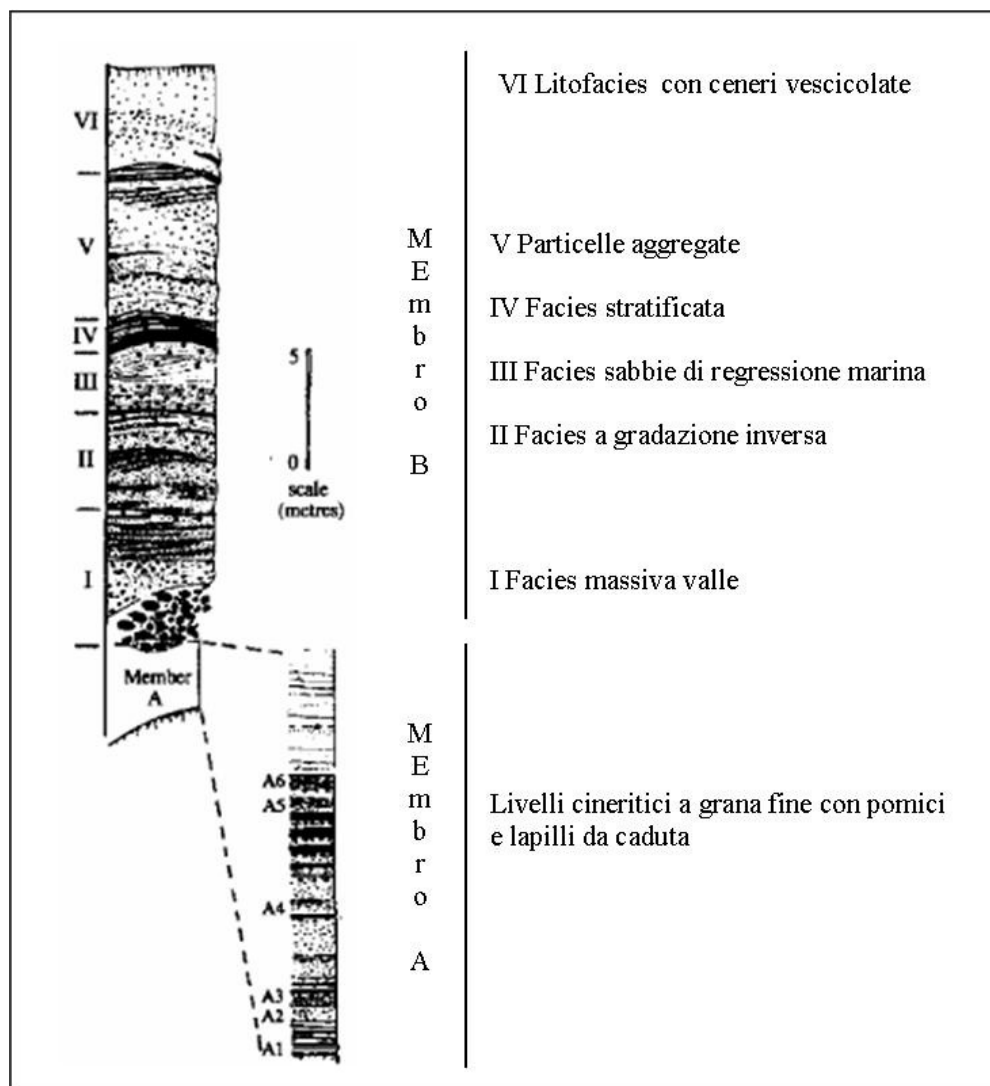 VI Litofacies con ceneri vescicolate
VI
V
IV
III
II
I
5
0
scale
(metres)
M
E
m
b
r
o
B
V Particelle aggregate
IV Facies stratificata
III Facies sabbie di regressione marina
II Facies a gradazione inversa
I Facies massiva valle
Member
A
A6
A5
A4
A3
A2
A1
M
E
m
b
r
o
A
Livelli cineritici a grana fine con pomici
e lapilli da caduta